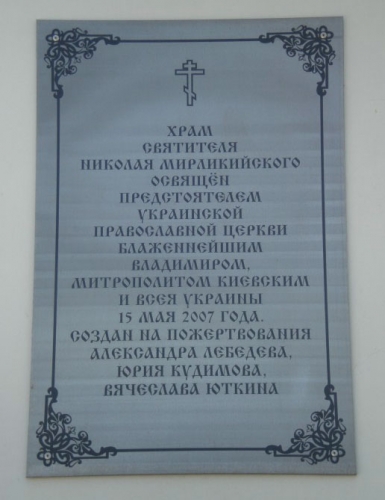 ХРАМ
СВЯТИТЕЛЯ
НИКОЛАЯ МИРЛИКИЙСКОГО
ОСВЯЩЁН
ПРЕДСТОЯТЕЛЕМ
УКРАИНСКОЙ
ПРАВОСЛАВНОЙ ЦЕРКВИ
БЛАЖЕННЕЙШИМ
ВЛАДИМИРОМ,
МИТРОПОЛИТОМ КИЕВСКИМ
И ВСЕЯ УКРАИНЫ
15 МАЯ 2007 ГОДА.
СОЗДАН НА ПОЖЕРТВОВАНИЯ
АЛЕКСАНДРА ЛЕБЕДЕВА,
ЮРИЯ КУДИМОВА,
ВЯЧЕСЛАВА ЮТКИНА